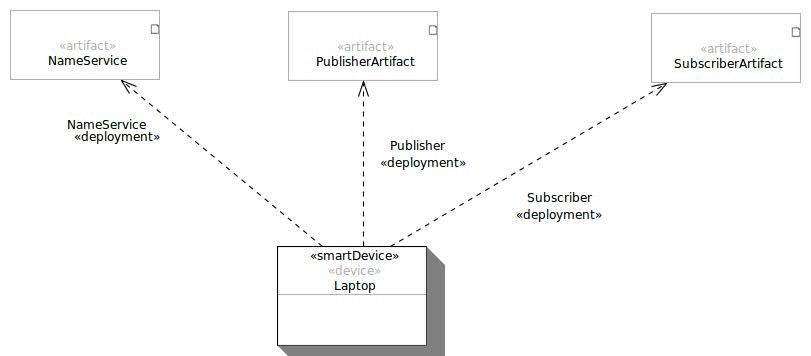 «artifact»
NameService
«artifact»
PublisherArtifact
«artifact»
SubscriberArtifact
NameService
«deployment»
Publisher
«deployment»
Subscriber
«deployment»
«smartDevice»
«device»
Laptop